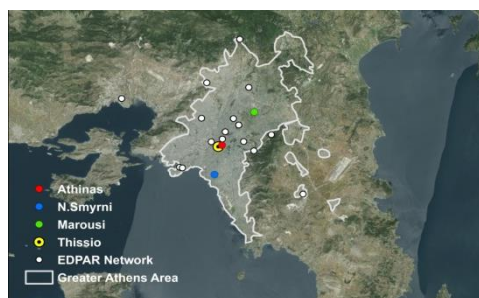 Athinas
N.Smyrni
Marousi
Thissio
EDPAR Network
Greater Athens Area